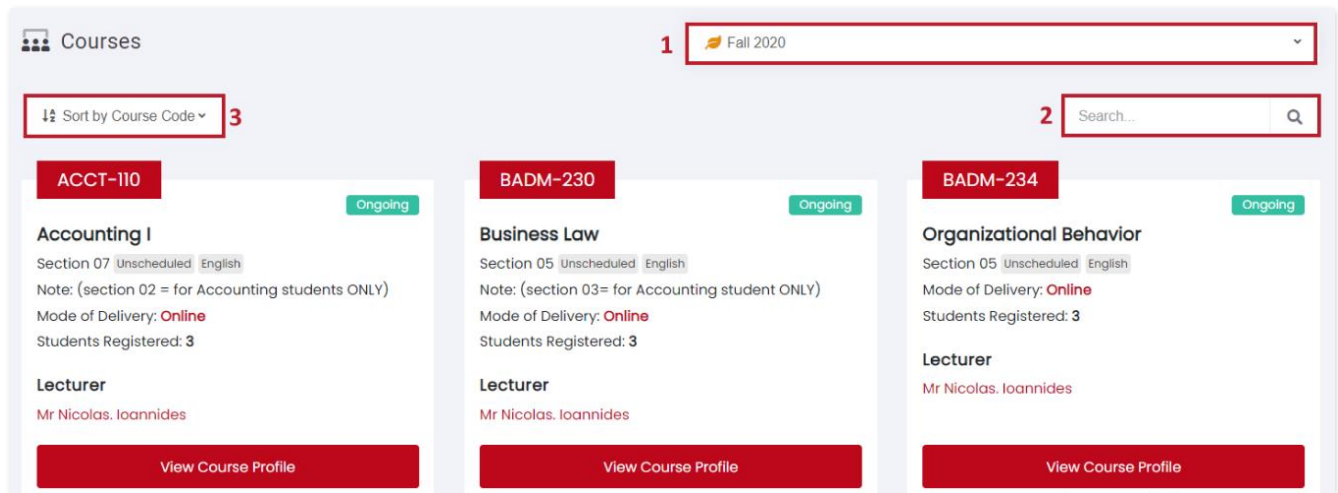 Courses
1
Fall 2020
Sort by Course Code
3
2
Search...
ACCT-110
Ongoing
Accounting I
Section 07 Unscheduled English
Note: (section 02 = for Accounting students ONLY)
Mode of Delivery: Online
Students Registered: 3
Lecturer
Mr Nicolas. Ioannides
View Course Profile
BADM-230
Ongoing
Business Law
Section 05 Unscheduled English
Note: (section 03= for Accounting student ONLY)
Mode of Delivery: Online
Students Registered: 3
Lecturer
Mr Nicolas. Ioannides
View Course Profile
BADM-234
Ongoing
Organizational Behavior
Section 05 Unscheduled English
Mode of Delivery: Online
Students Registered: 3
Lecturer
Mr Nicolas. Ioannides
View Course Profile